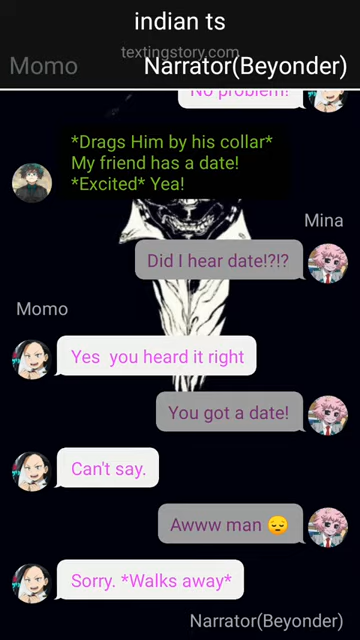 indian ts
textingstory.com
Momo
Narrator(Beyonder)
No problem!
*Drags Him by his collar*
My friend has a date!
*Excited* Yea!
Mina
Did I hear date!?!?
Momo
Yes  you heard it right
You got a date!
Can't say.
Awww man 😔
Sorry. *Walks away*
Narrator(Beyonder)